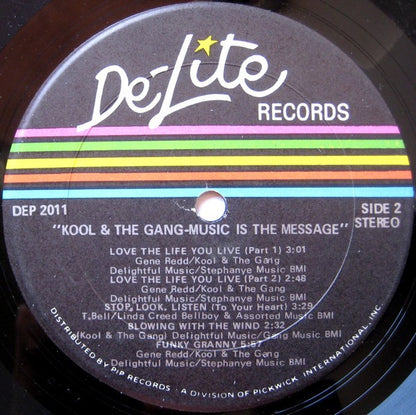 De-Lite
RECORDS
DEP 2011
SIDE 2
STEREO
"KOOL & THE GANG-MUSIC IS THE MESSAGE"
LOVE THE LIFE YOU LIVE (Part 1) 3:01
Gene Redd/Kool & The Gang
Delightful Music/Stephanye Music BMI
LOVE THE LIFE YOU LIVE (Part 2) 2:48
Gene Redd/Kool & The Gang
Delightful Music/Stephanye Music BMI
STOP, LOOK, LISTEN (To Your Heart) 3:29
T.Bell/Linda Creed Bellboy & Assorted Music BMI
BLOWING WITH THE WIND 2:32
(Kool & The Gang) Delightful Music/Gang Music BMI
FUNKY GRANNY 5:27
Gene Redd/Kool & The Gang
Delightful Music/Stephanye Music BMI
DISTRIBUTED BY PIP RECORDS - A DIVISION OF PICKWICK INTERNATIONAL, INC.